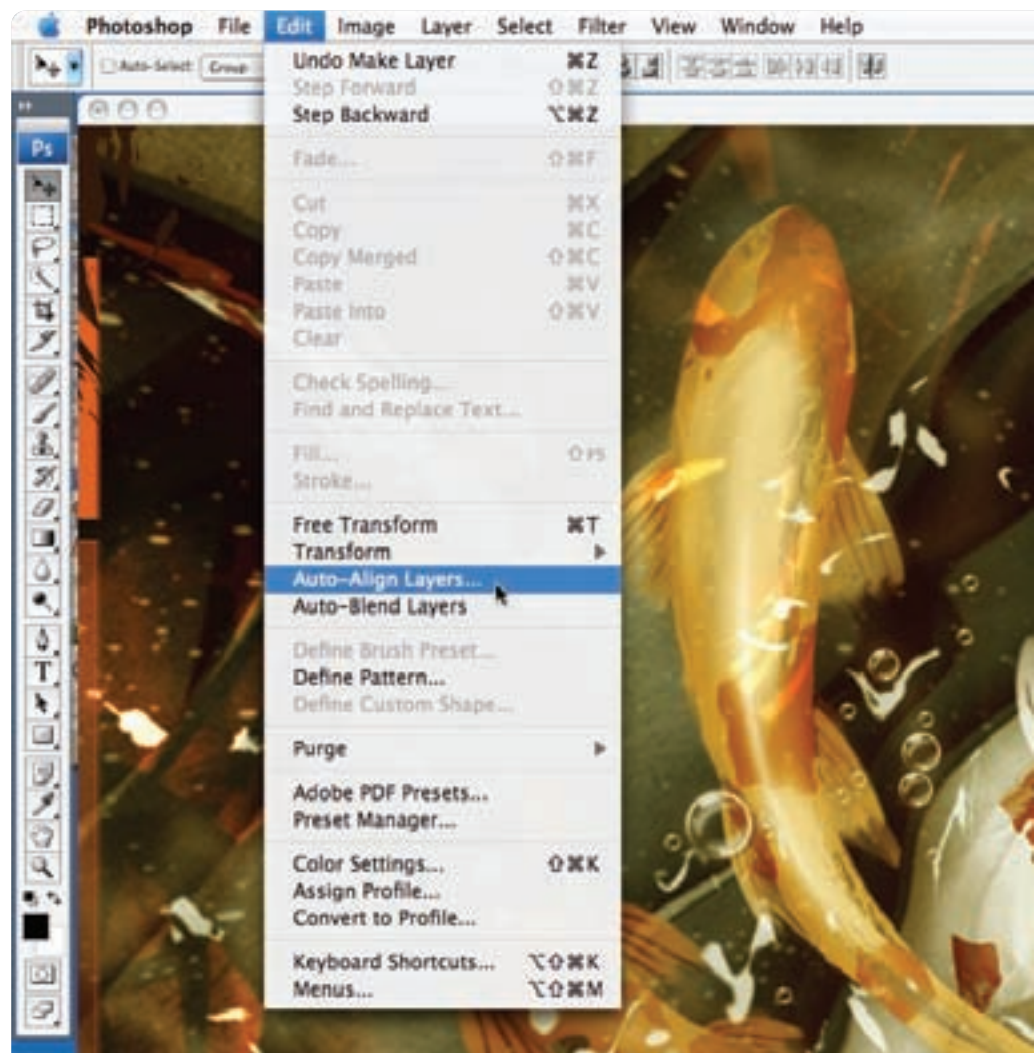 Photoshop File Edit Image Layer Select Filter View Window Help
Auto-Select: Group
Ps
Undo Make Layer ⌘Z
Step Forward ⇧⌘Z
Step Backward ⌥⌘Z
Fade... ⇧⌘F
Cut ⌘X
Copy ⌘C
Copy Merged ⇧⌘C
Paste ⌘V
Paste Into ⇧⌘V
Clear
Check Spelling...
Find and Replace Text...
Fill... ⇧F5
Stroke...
Free Transform ⌘T
Transform
Auto-Align Layers...
Auto-Blend Layers
Define Brush Preset...
Define Pattern...
Define Custom Shape...
Purge
Adobe PDF Presets...
Preset Manager...
Color Settings... ⇧⌘K
Assign Profile...
Convert to Profile...
Keyboard Shortcuts... ⌥⇧⌘K
Menus... ⌥⇧⌘M
T